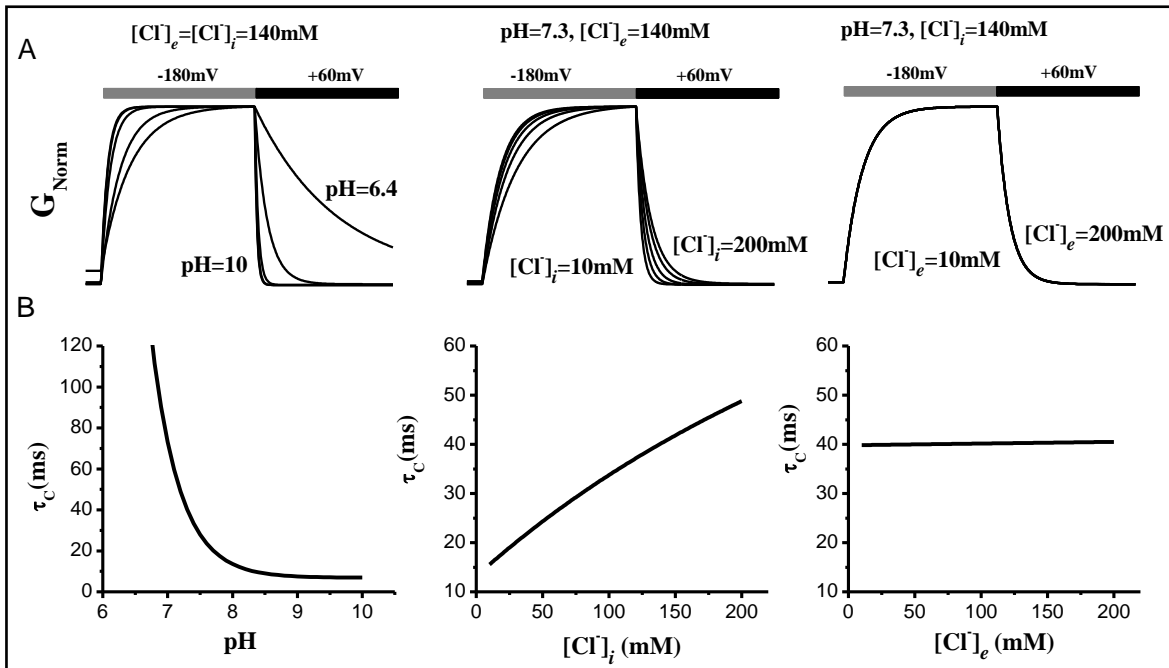 A
[Cl⁻]e=[Cl⁻]i=140mM
pH=7.3, [Cl⁻]e=140mM
pH=7.3, [Cl⁻]i=140mM
-180mV +60mV
-180mV +60mV
-180mV +60mV
GNorm
pH=6.4
pH=10
[Cl⁻]i=200mM
[Cl⁻]i=10mM
[Cl⁻]e=200mM
[Cl⁻]e=10mM
B
τC(ms)
120
100
80
60
40
20
0
6 7 8 9 10
pH
τC(ms)
60
50
40
30
20
10
0 50 100 150 200
[Cl⁻]i (mM)
τC(ms)
60
50
40
30
20
10
0 50 100 150 200
[Cl⁻]e (mM)